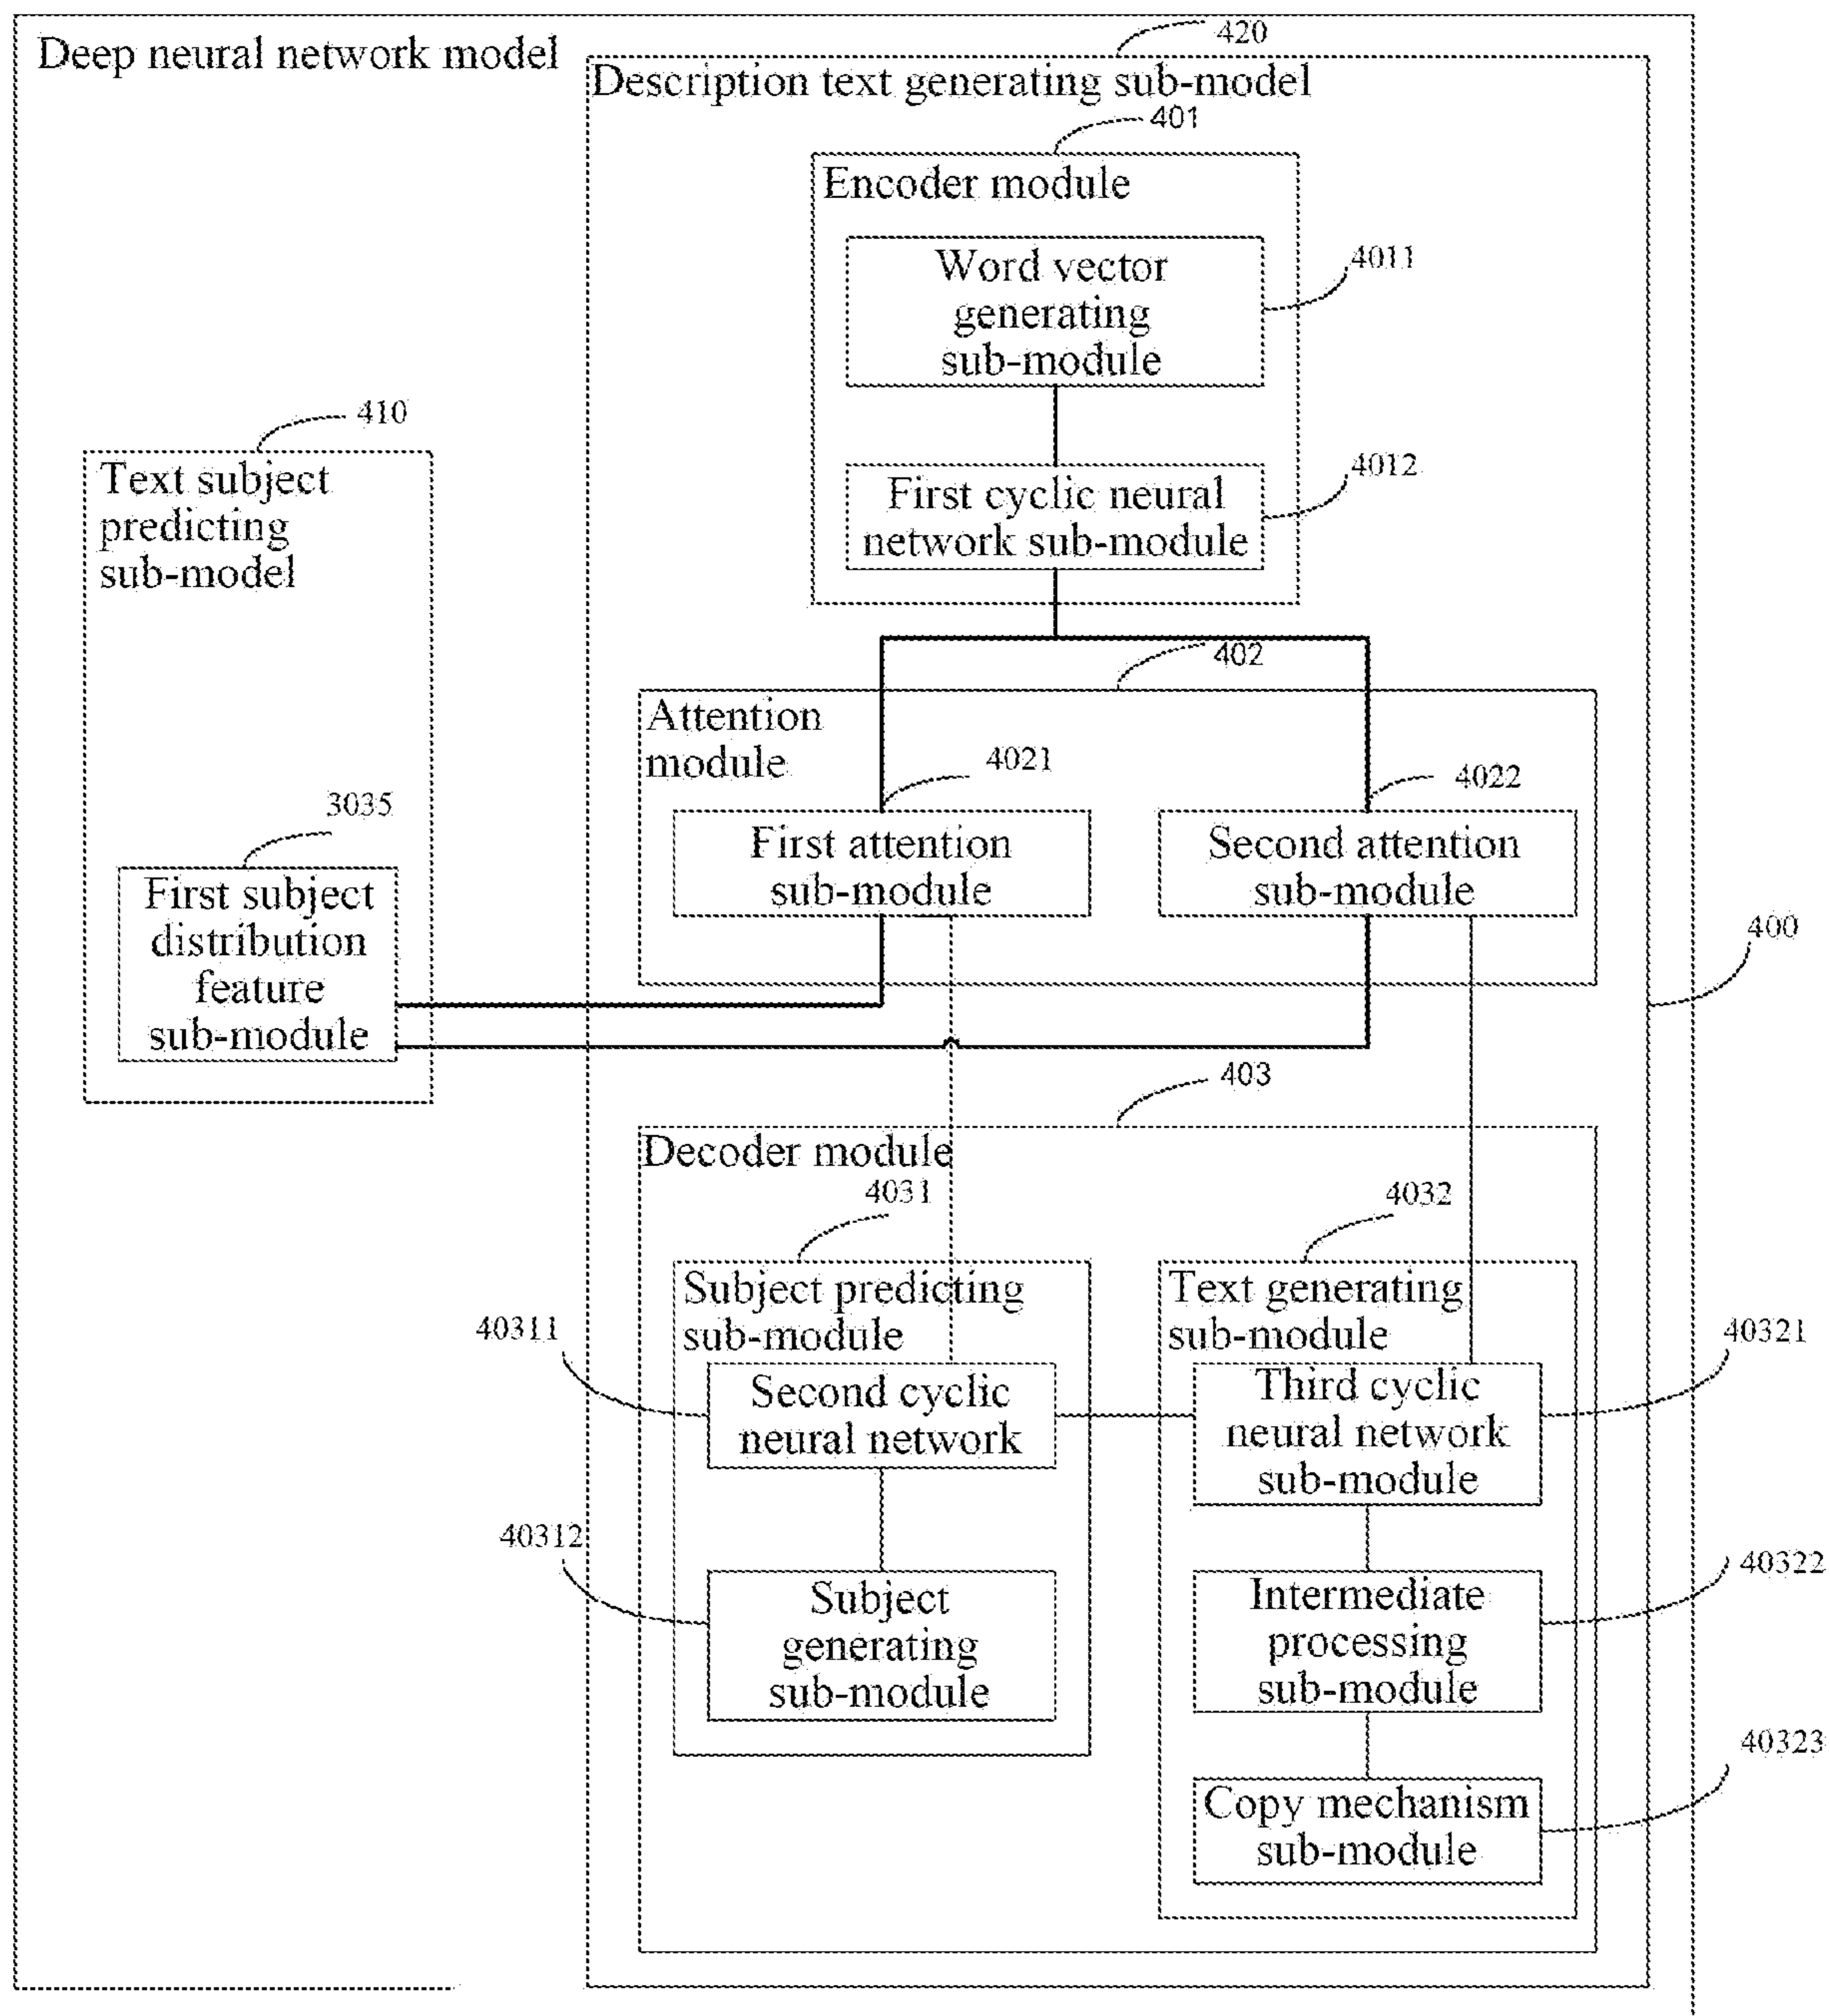 Deep neural network model
420
Description text generating sub-model
401
Encoder module
Word vector
generating
sub-module
4011
First cyclic neural
network sub-module
4012
410
Text subject
predicting
sub-model
3035
First subject
distribution
feature
sub-module
402
Attention
module
4021
First attention
sub-module
4022
Second attention
sub-module
400
403
Decoder module
4031
Subject predicting
sub-module
40311
Second cyclic
neural network
40312
Subject
generating
sub-module
4032
Text generating
sub-module
40321
Third cyclic
neural network
sub-module
40322
Intermediate
processing
sub-module
40323
Copy mechanism
sub-module